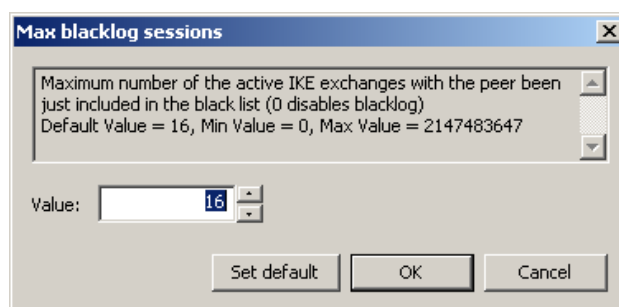 Max blacklog sessions
Maximum number of the active IKE exchanges with the peer been
just included in the black list (0 disables blacklog)
Default Value = 16, Min Value = 0, Max Value = 2147483647
Value: 16
Set default OK Cancel